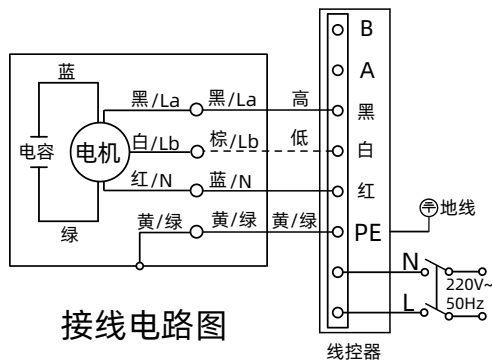 B
A
蓝
黑/La 黑/La 高 黑
电容 电机 白/Lb 棕/Lb 低 白
红/N 蓝/N 红
绿 黄/绿 黄/绿 黄/绿 PE 地线
N
220V~
50Hz
L
接线电路图
线控器